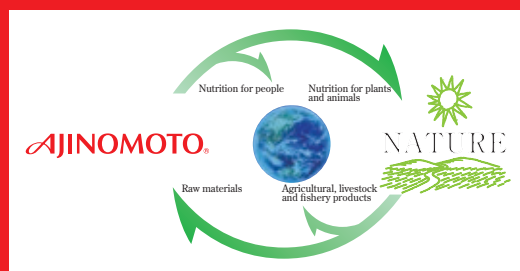 Nutrition for people
Nutrition for plants
and animals
AJINOMOTO®
NATURE
Raw materials
Agricultural, livestock
and fishery products